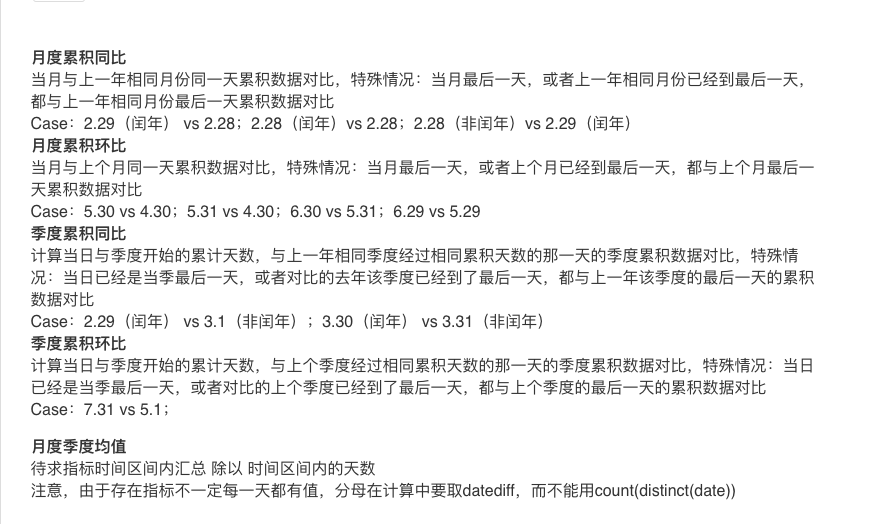 月度累积同比
当月与上一年相同月份同一天累积数据对比，特殊情况：当月最后一天，或者上一年相同月份已经到最后一天，
都与上一年相同月份最后一天累积数据对比
Case：2.29（闰年） vs 2.28；2.28（闰年）vs 2.28；2.28（非闰年）vs 2.29（闰年）
月度累积环比
当月与上个月同一天累积数据对比，特殊情况：当月最后一天，或者上个月已经到最后一天，都与上个月最后一
天累积数据对比
Case：5.30 vs 4.30；5.31 vs 4.30；6.30 vs 5.31；6.29 vs 5.29
季度累积同比
计算当日与季度开始的累计天数，与上一年相同季度经过相同累积天数的那一天的季度累积数据对比，特殊情
况：当日已经是当季最后一天，或者对比的去年该季度已经到了最后一天，都与上一年该季度的最后一天的累积
数据对比
Case：2.29（闰年） vs 3.1（非闰年）；3.30（闰年） vs 3.31（非闰年）
季度累积环比
计算当日与季度开始的累计天数，与上个季度经过相同累积天数的那一天的季度累积数据对比，特殊情况：当日
已经是当季最后一天，或者对比的上个季度已经到了最后一天，都与上个季度的最后一天的累积数据对比
Case：7.31 vs 5.1；
月度季度均值
待求指标时间区间内汇总 除以 时间区间内的天数
注意，由于存在指标不一定每一天都有值，分母在计算中要取datediff，而不能用count(distinct(date))